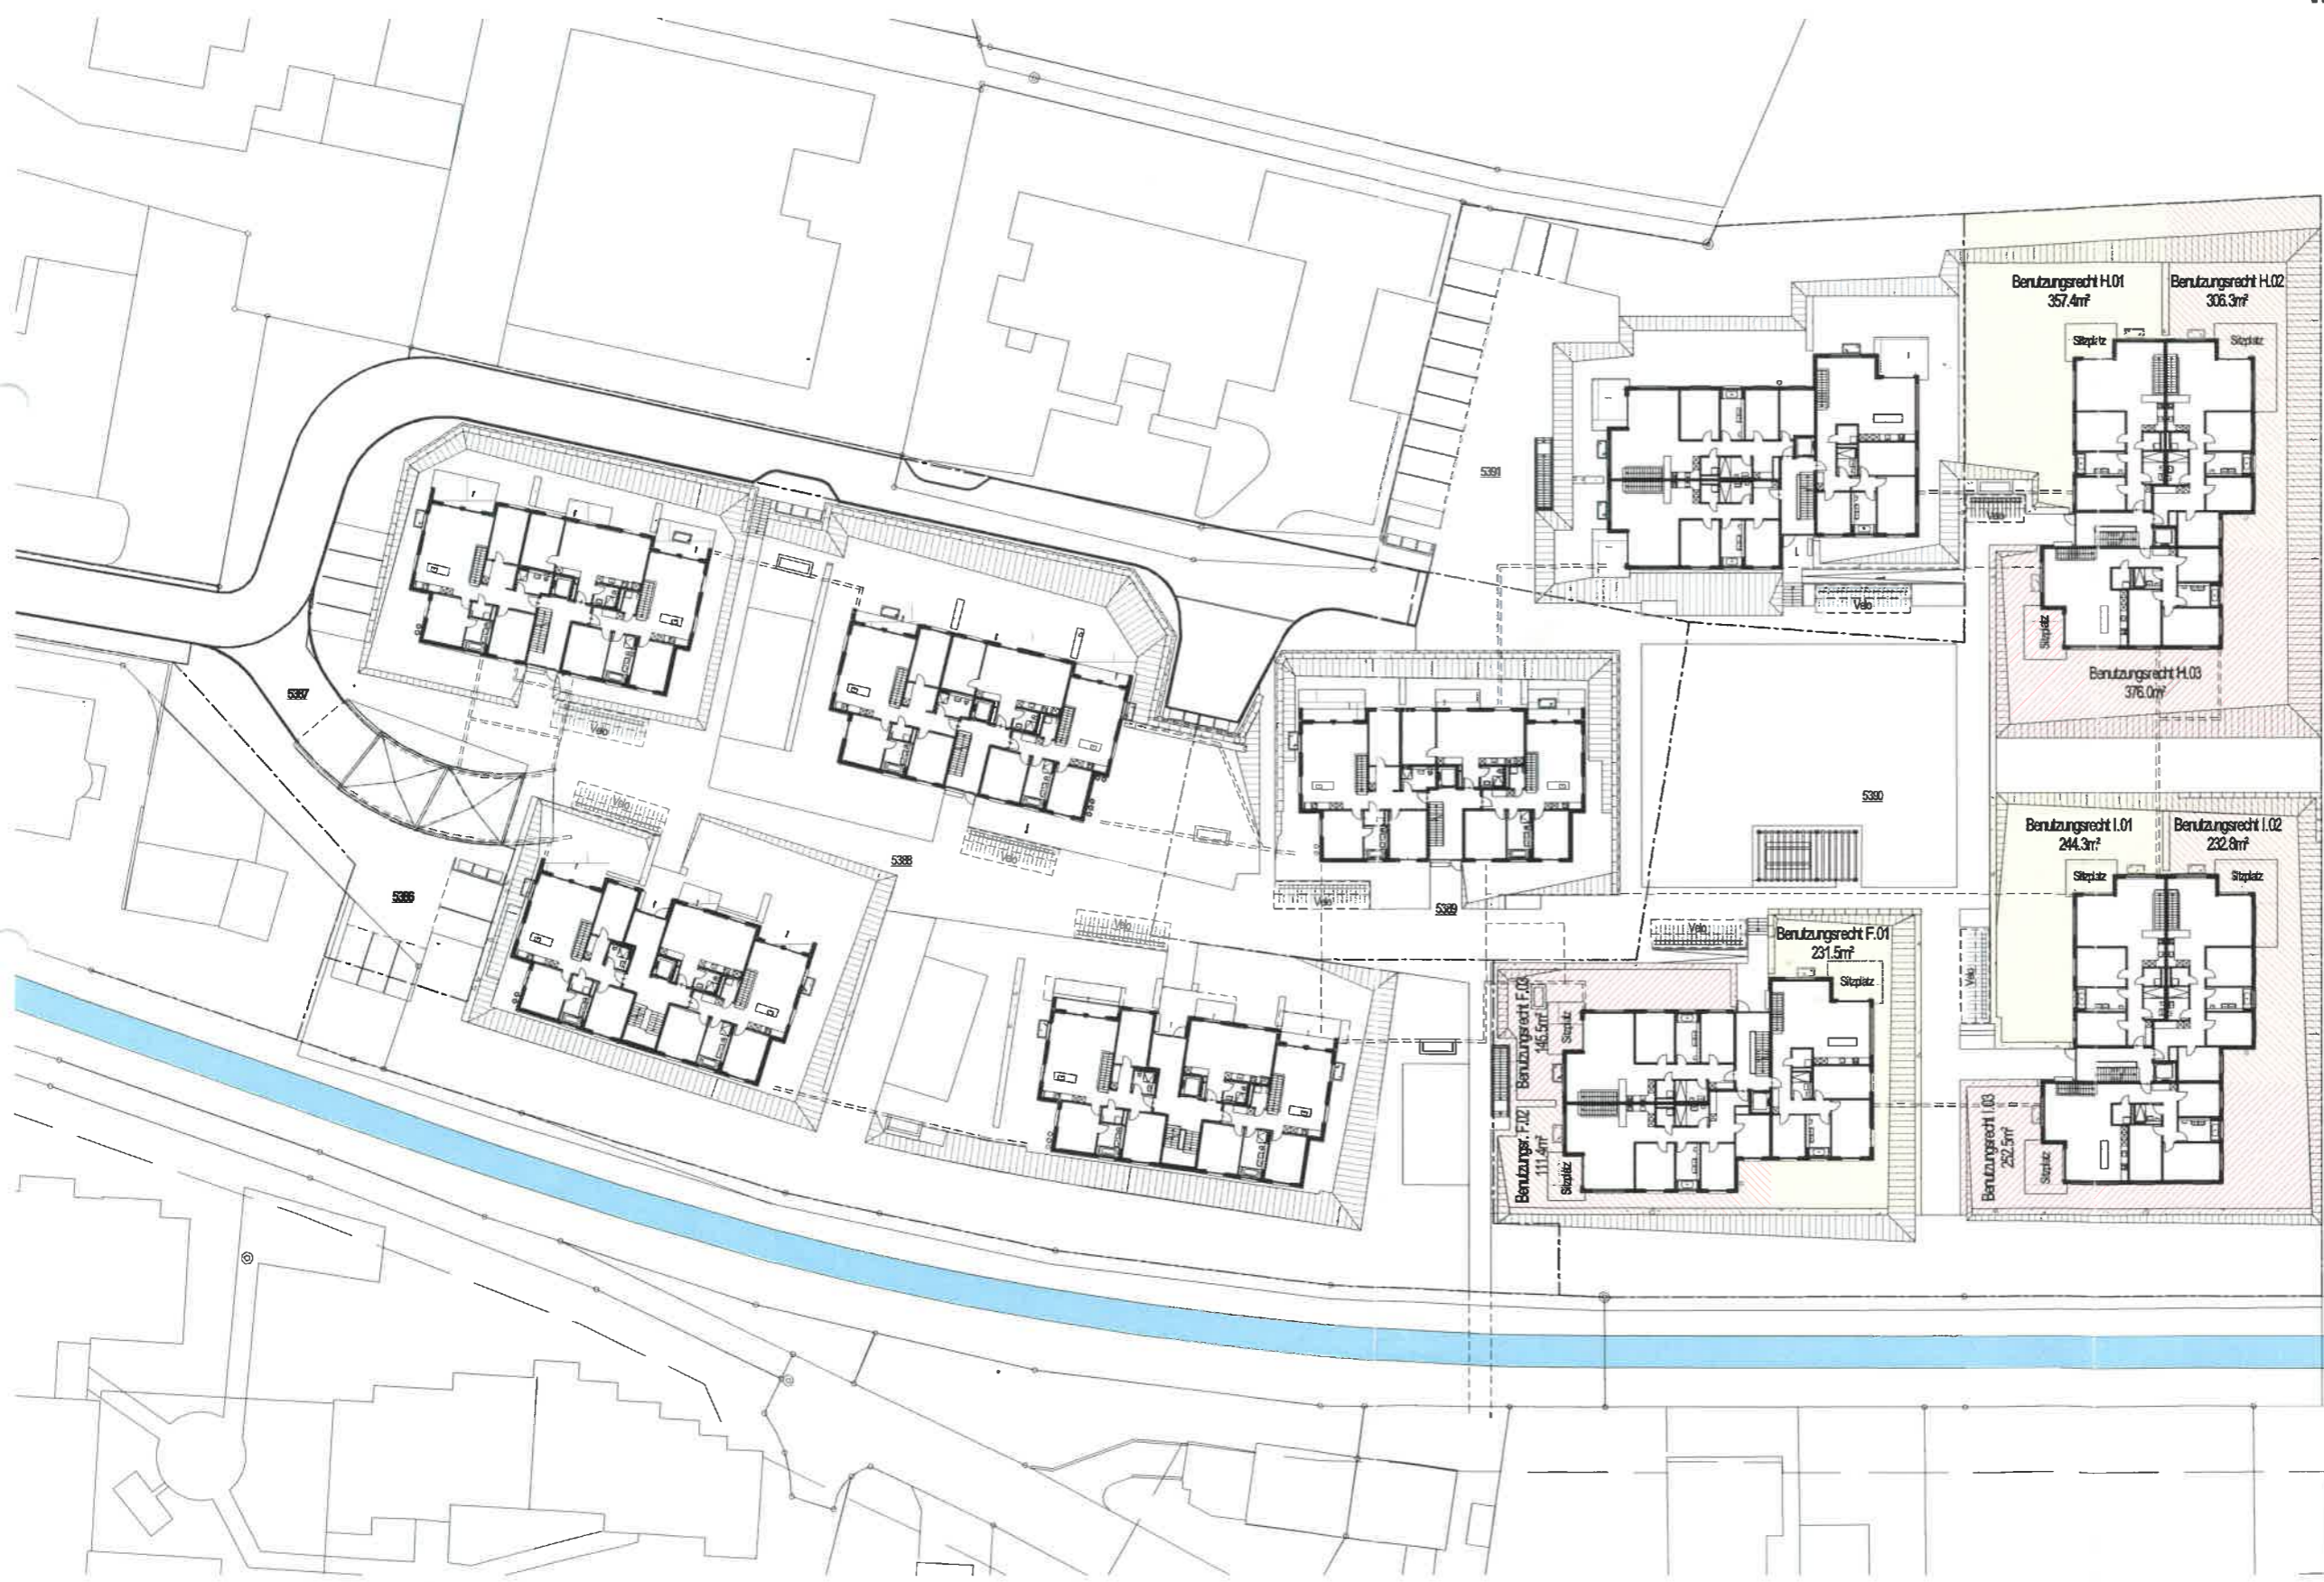 Benutzungsrecht H.01
357.4m²
Benutzungsrecht H.02
306.3m²
Sitzplatz
Sitzplatz
5391
Velo
Velo
Sitzplatz
Benutzungsrecht H.03
376.0m²
5387
Velo
Velo
5390
Benutzungsrecht I.01
244.3m²
Benutzungsrecht I.02
232.8m²
5388
Velo
Sitzplatz
Sitzplatz
5386
Velo
5389
Velo
Velo
Benutzungsrecht F.01
231.5m²
Sitzplatz
Velo
Benutzungsrecht F.03
145.5m²
Sitzplatz
Benutzungsr. F.02
111.4m²
Sitzplatz
Benutzungsrecht I.03
252.5m²
Sitzplatz